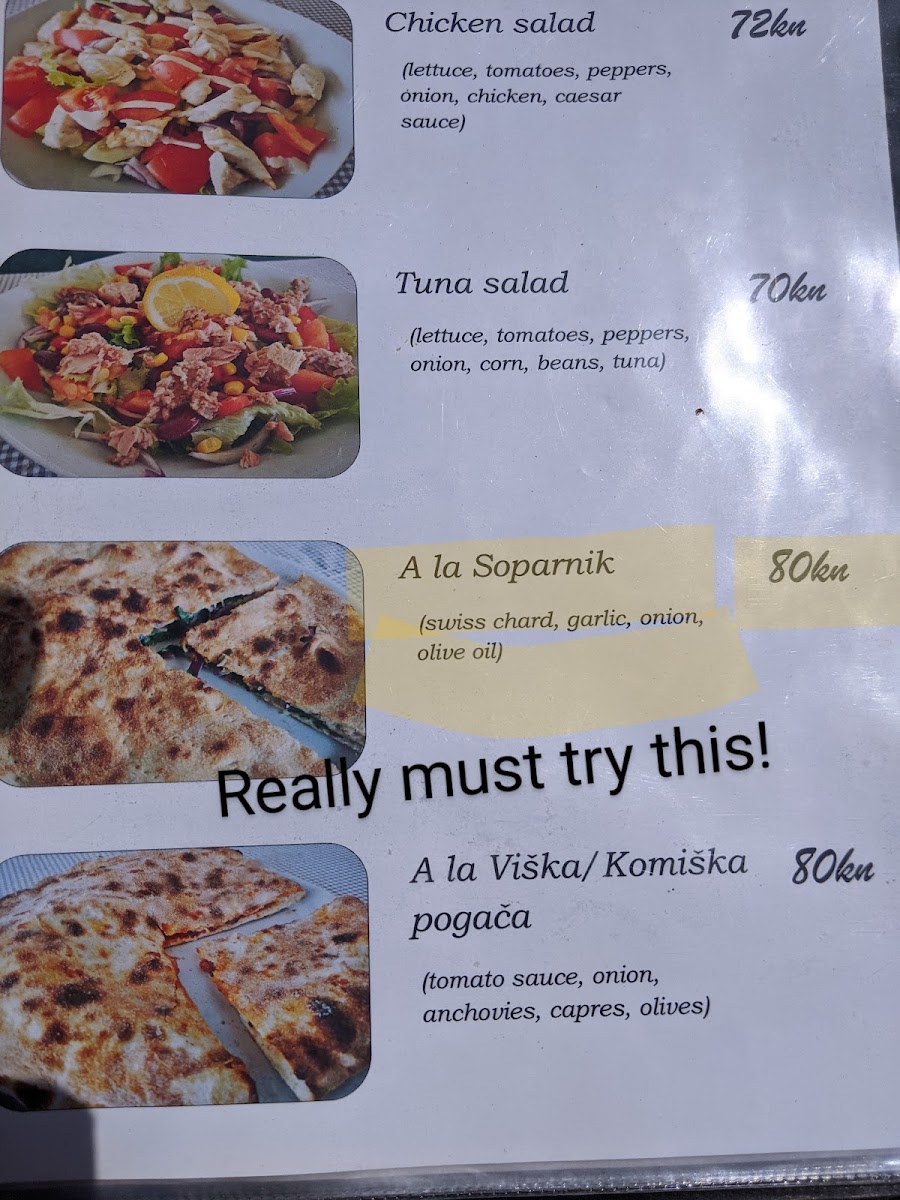 Chicken salad 72kn
(lettuce, tomatoes, peppers,
onion, chicken, caesar
sauce)
Tuna salad 70kn
(lettuce, tomatoes, peppers,
onion, corn, beans, tuna)
A la Soparnik 80kn
(swiss chard, garlic, onion,
olive oil)
Really must try this!
A la Viška/Komiška 80kn
pogača
(tomato sauce, onion,
anchovies, capres, olives)